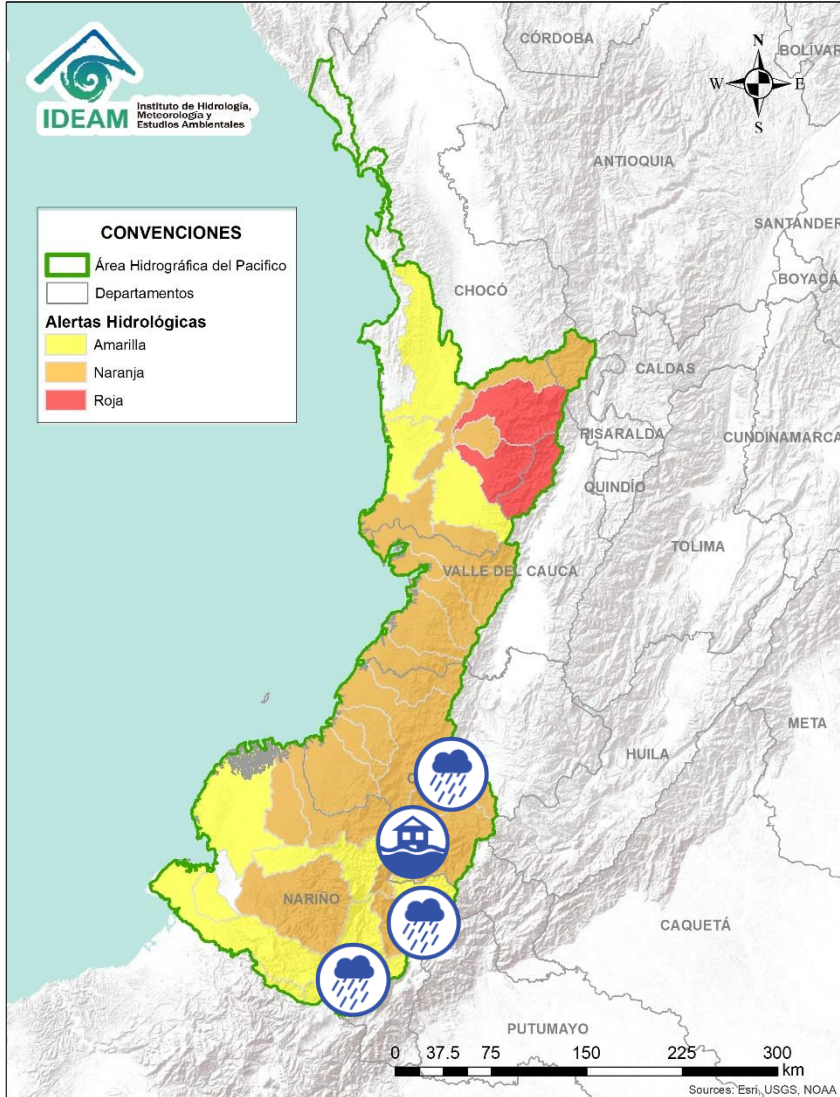 IDEAM
Instituto de Hidrología,
Meteorología y
Estudios Ambientales
CÓRDOBA
BOLÍVAR
N
W
E
S
ANTIOQUIA
SANTANDER
BOYACÁ
CONVENCIONES
Área Hidrográfica del Pacifico
Departamentos
Alertas Hidrológicas
Amarilla
Naranja
Roja
CHOCÓ
CALDAS
RISARALDA
CUNDINAMARCA
QUINDÍO
TOLIMA
VALLE DEL CAUCA
META
HUILA
NARIÑO
CAQUETÁ
PUTUMAYO
0 37.5 75 150 225 300
km
Sources: Esri, USGS, NOAA